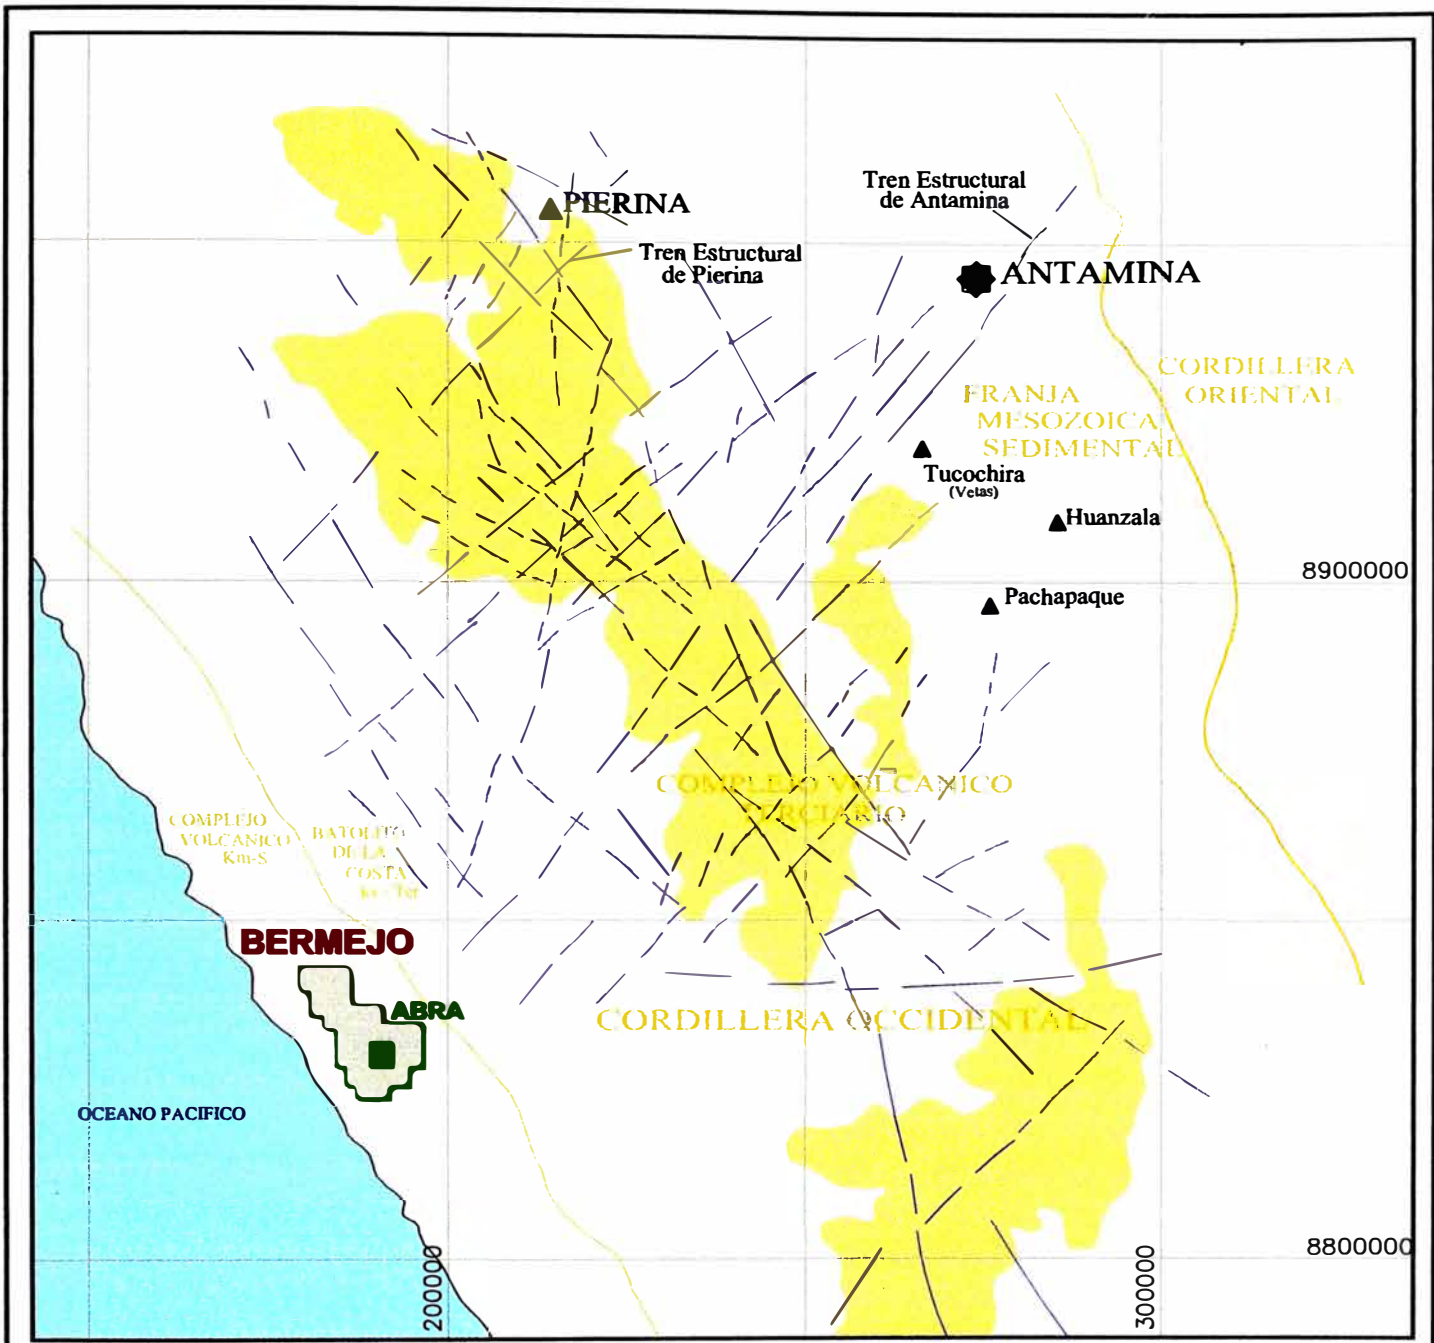 PIERINA
Tren Estructural
de Pierina
Tren Estructural
de Antamina
ANTAMINA
CORDILLERA
ORIENTAL
FRANJA
MESOZOICA
SEDIMENTAL
Tucochira
(Vetas)
Huanzala
8900000
Pachapaque
COMPLEJO VOLCANICO
TERCIARIO
COMPLEJO
VOLCANICO
Km-S
BATOLITO
DE LA
COSTA
BERMEJO
ABRA
CORDILLERA OCCIDENTAL
OCEANO PACIFICO
8800000
200000
300000